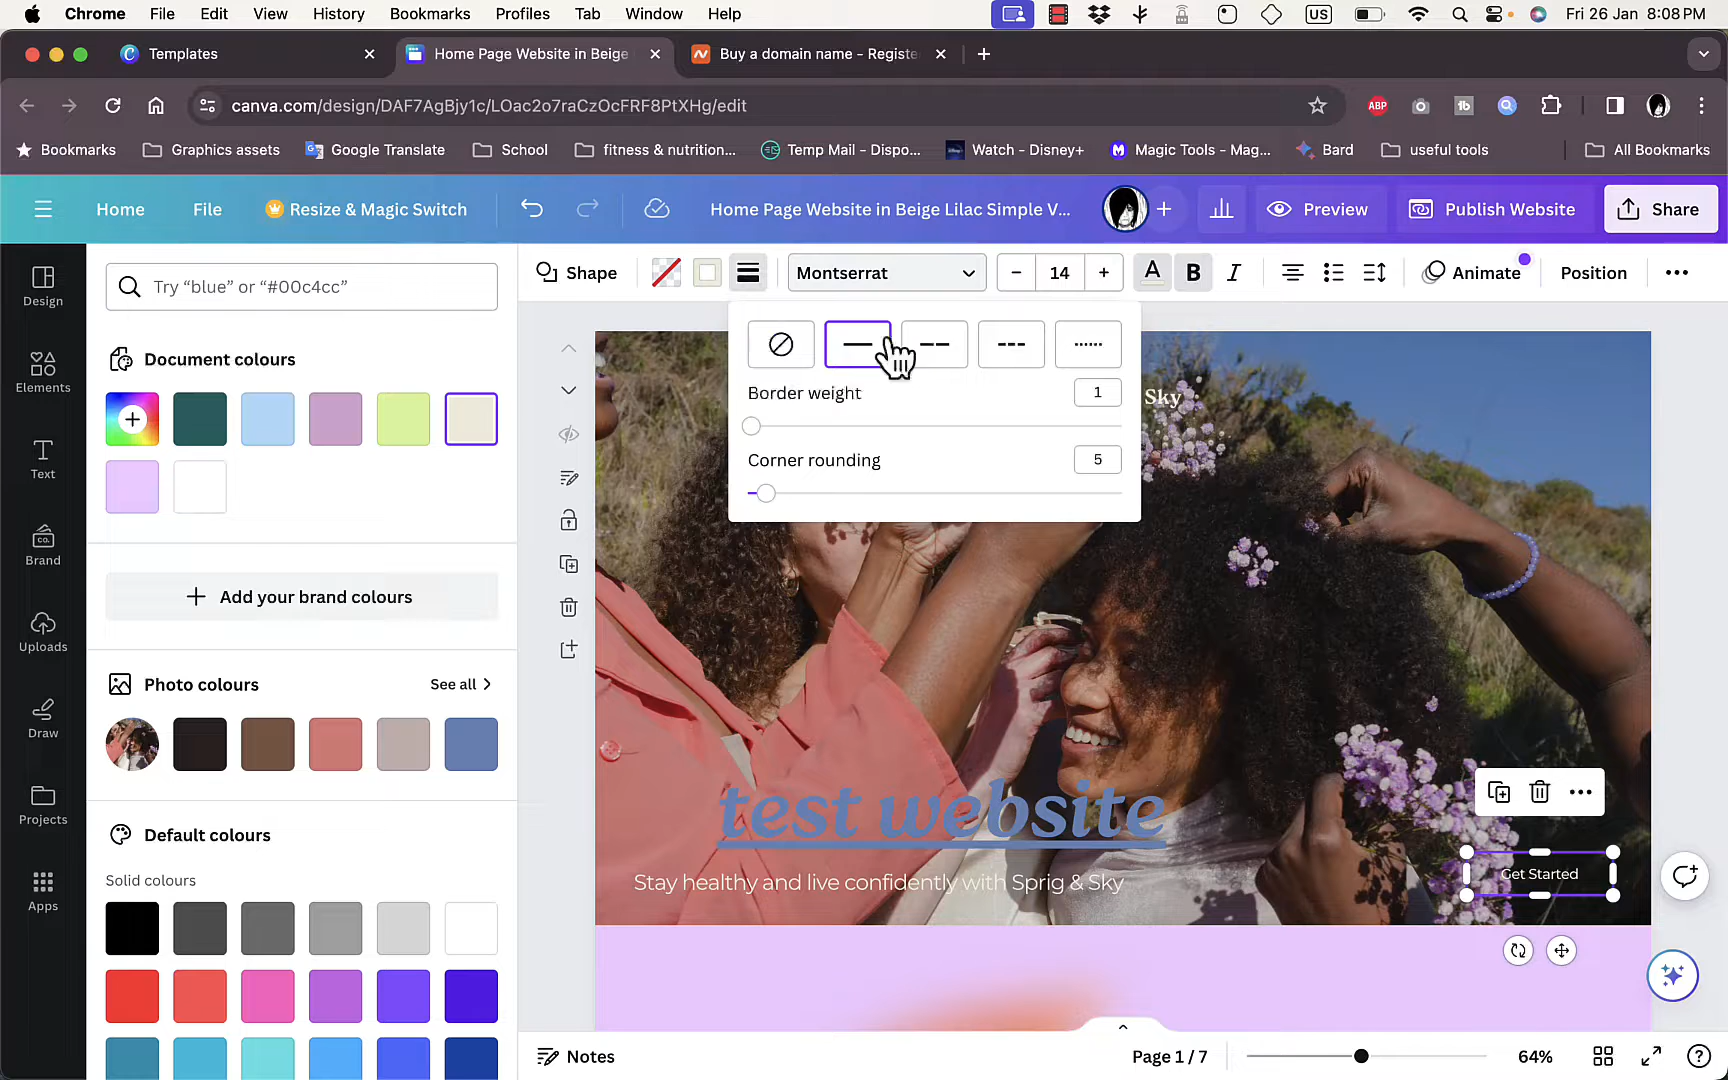 Chrome File Edit View History Bookmarks Profiles Tab Window Help US Fri 26 Jan 8:08 PM
Templates Home Page Website in Beige Buy a domain name - Registe
canva.com/design/DAF7AgBjy1c/LOac2o7raCzOcFRF8PtXHg/edit ABP tb
Bookmarks Graphics assets Google Translate School fitness & nutrition... Temp Mail - Dispo... Watch - Disney+ Magic Tools - Mag... Bard useful tools All Bookmarks
Home File Resize & Magic Switch Home Page Website in Beige Lilac Simple V... Preview Publish Website Share
Design
Elements
Text
Brand
Uploads
Draw
Projects
Apps
Try “blue” or “#00c4cc”
Document colours
Add your brand colours
Photo colours See all
Default colours
Solid colours
Shape Montserrat – 14 + A B I Animate Position
Border weight 1
Corner rounding 5
Sky
test website
Stay healthy and live confidently with Sprig & Sky
Get Started
Notes Page 1 / 7 64%